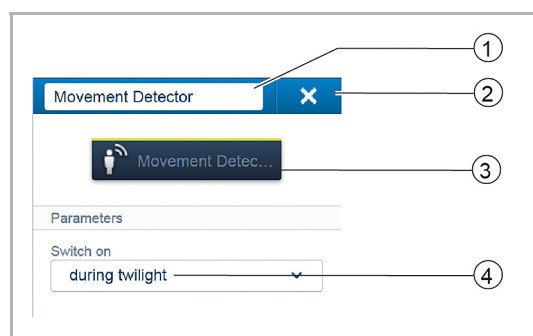 1
Movement Detector
2
Movement Detec...
3
Parameters
Switch on
during twilight
4